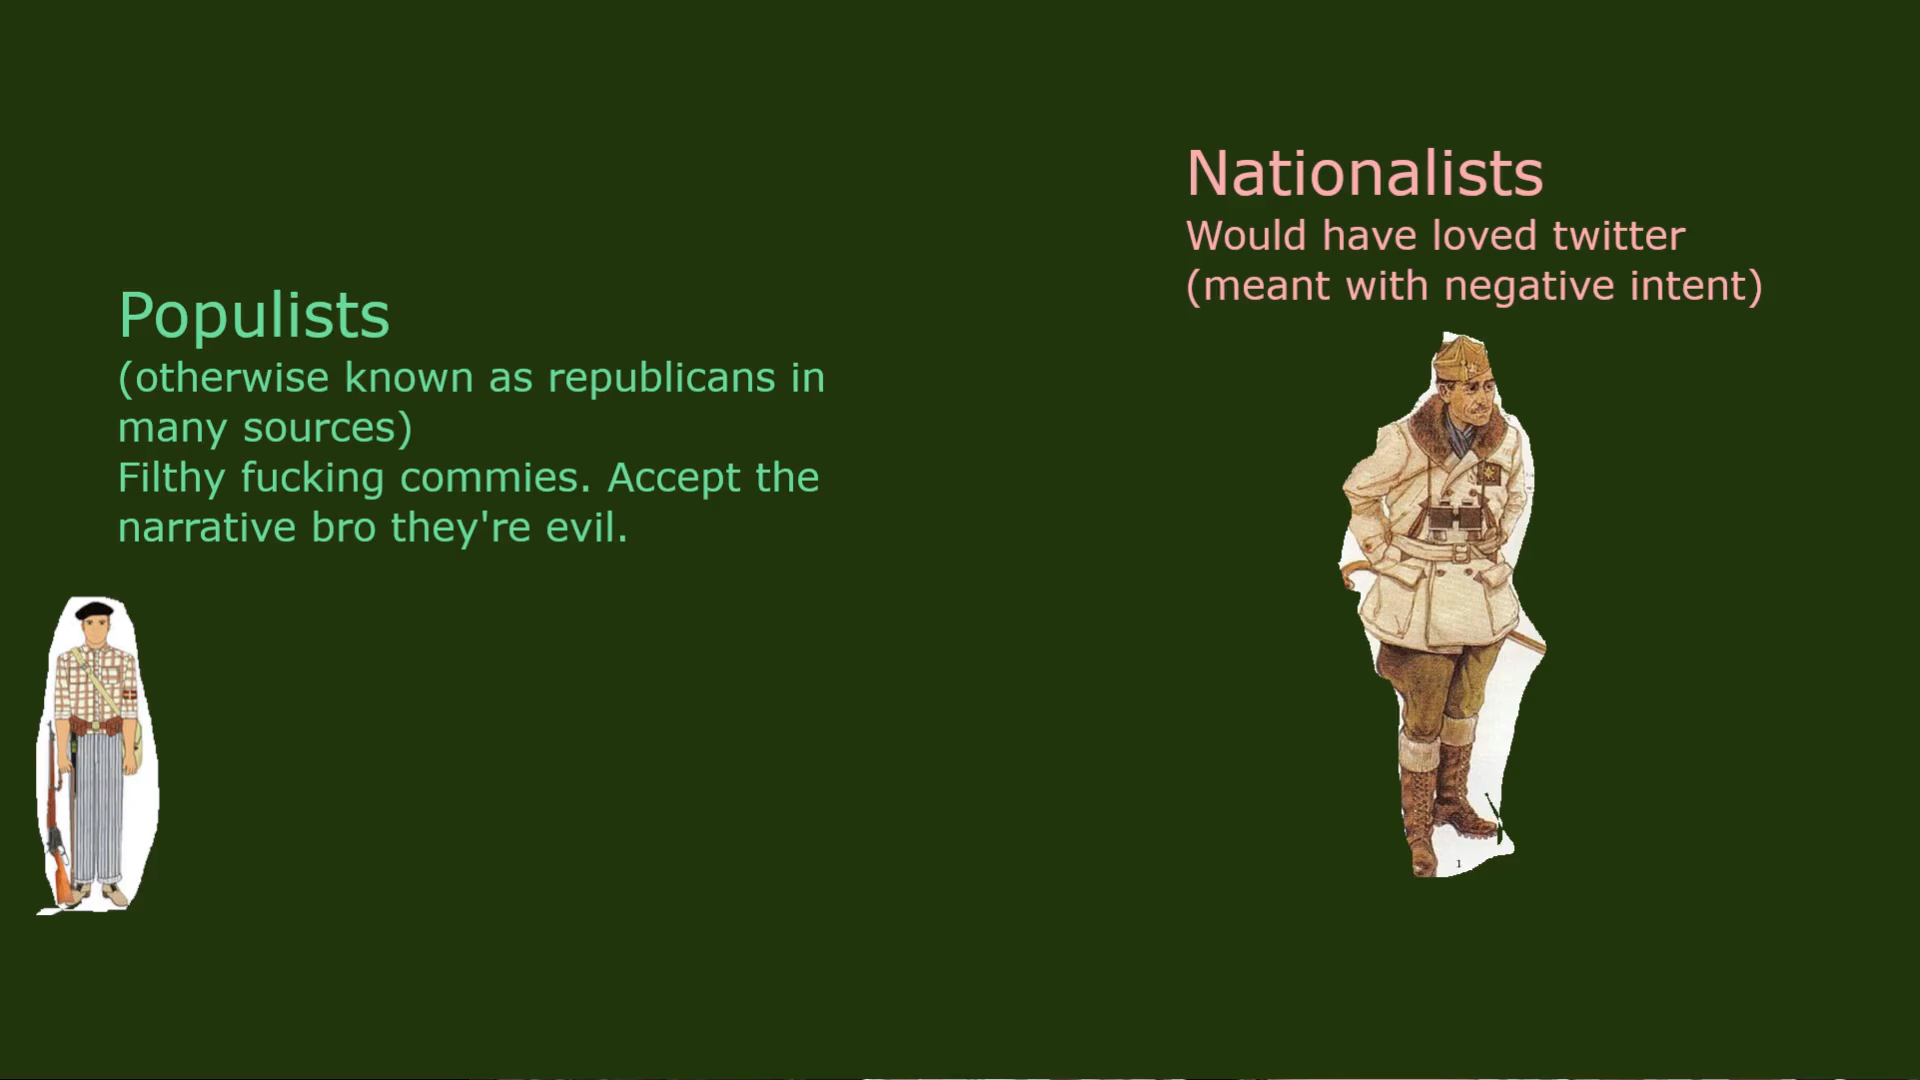 Populists
(otherwise known as republicans in
many sources)
Filthy fucking commies. Accept the
narrative bro they're evil.
Nationalists
Would have loved twitter
(meant with negative intent)
1